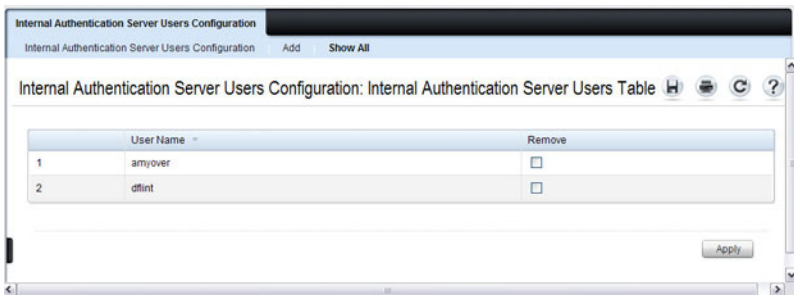 Internal Authentication Server Users Configuration
Internal Authentication Server Users Configuration Add Show All
Internal Authentication Server Users Configuration: Internal Authentication Server Users Table
User Name Remove
1 amyover
2 dflint
Apply